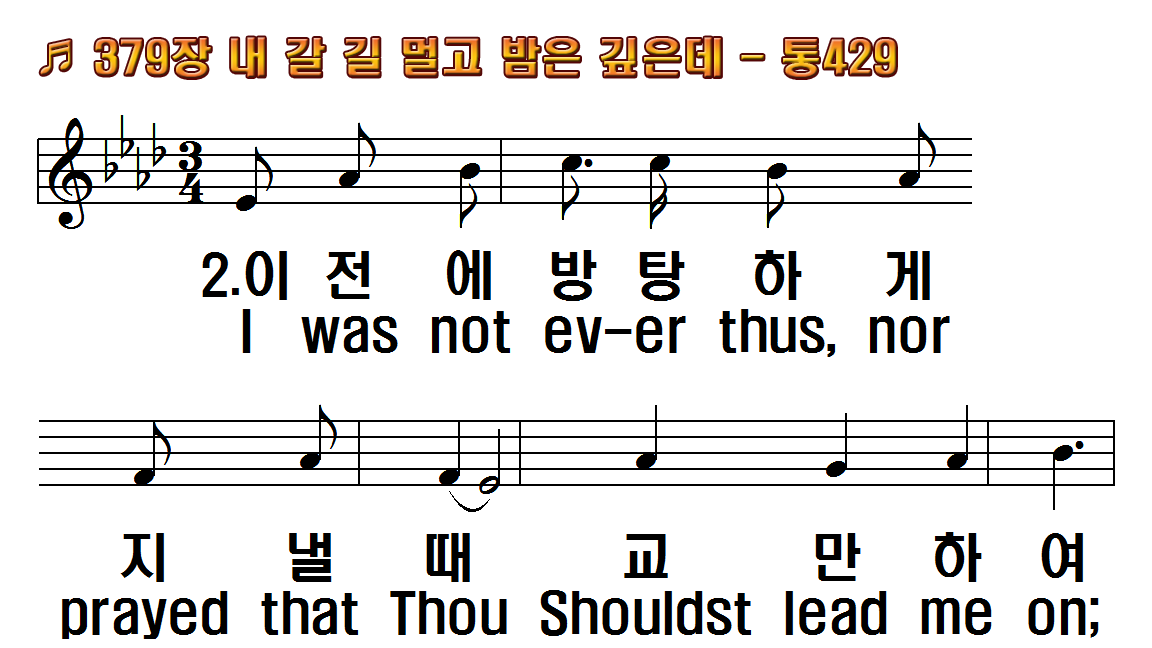 ♬ 379장 내 갈 길 멀고 밤은 깊은데 - 통429
3
4
2.이 전 에 방 탕 하 게
I was not ev-er thus, nor
지 낼 때 교 만 하 여
prayed that Thou Shouldst lead me on;